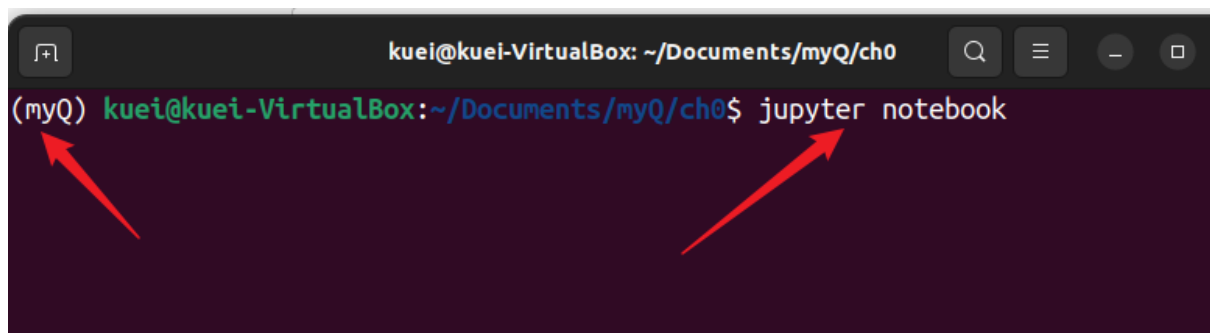 kuei@kuei-VirtualBox: ~/Documents/myQ/ch0
(myQ) kuei@kuei-VirtualBox:~/Documents/myQ/ch0$ jupyter notebook